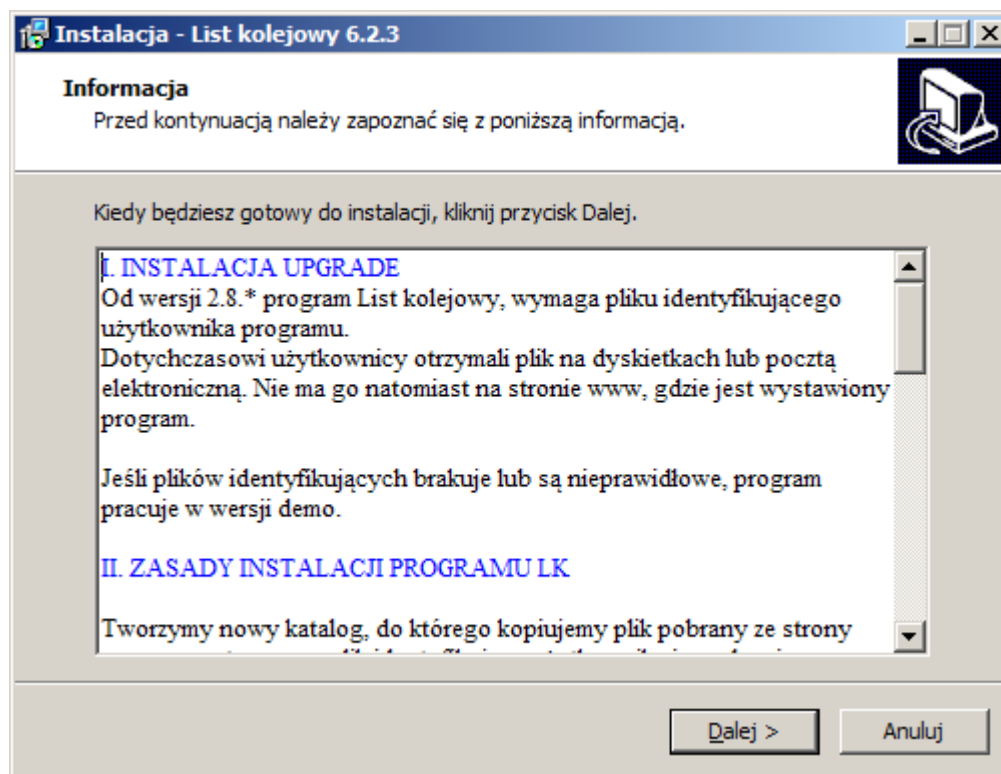 Instalacja - List kolejowy 6.2.3
Informacja
Przed kontynuacją należy zapoznać się z poniższą informacją.
Kiedy będziesz gotowy do instalacji, kliknij przycisk Dalej.
I. INSTALACJA UPGRADE
Od wersji 2.8.* program List kolejowy, wymaga pliku identyfikującego
użytkownika programu.
Dotychczasowi użytkownicy otrzymali plik na dyskietkach lub pocztą
elektroniczną. Nie ma go natomiast na stronie www, gdzie jest wystawiony
program.
Jeśli plików identyfikujących brakuje lub są nieprawidłowe, program
pracuje w wersji demo.
II. ZASADY INSTALACJI PROGRAMU LK
Tworzymy nowy katalog, do którego kopiujemy plik pobrany ze strony
Dalej >
Anuluj